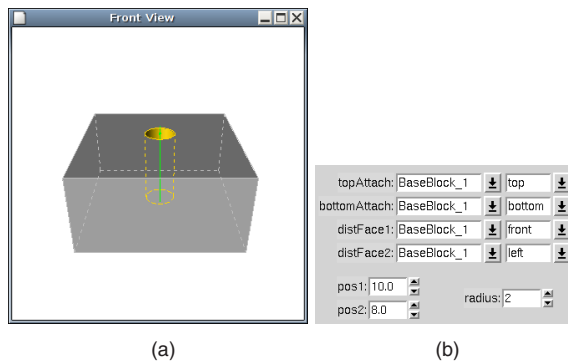 Front View
topAttach: BaseBlock_1 top
bottomAttach: BaseBlock_1 bottom
distFace1: BaseBlock_1 front
distFace2: BaseBlock_1 left
pos1: 10.0
radius: 2
pos2: 8.0
(a) (b)